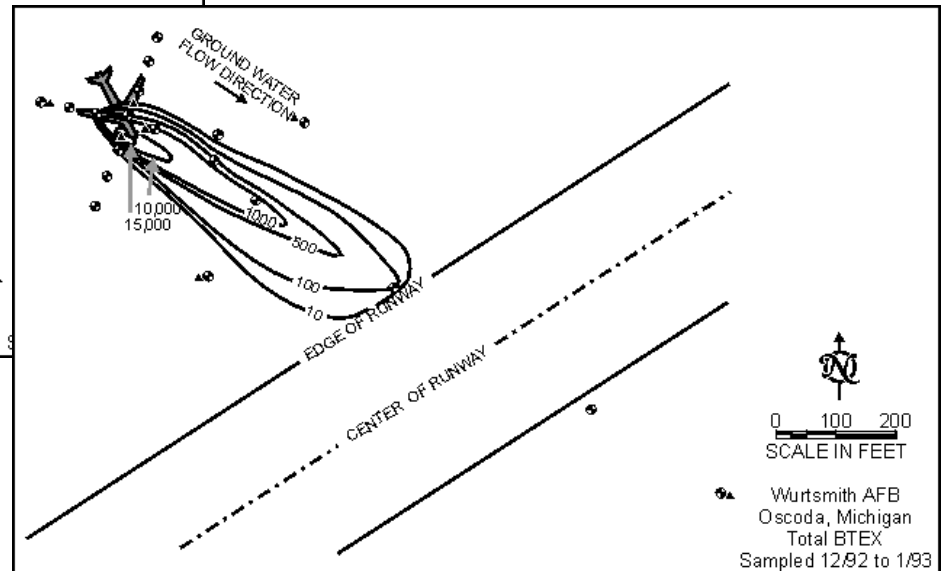 GROUND WATER
FLOW DIRECTION
10,000
15,000
1000
500
100
10
EDGE OF RUNWAY
CENTER OF RUNWAY
N
0 100 200
SCALE IN FEET
Wurtsmith AFB
Oscoda, Michigan
Total BTEX
Sampled 12/92 to 1/93